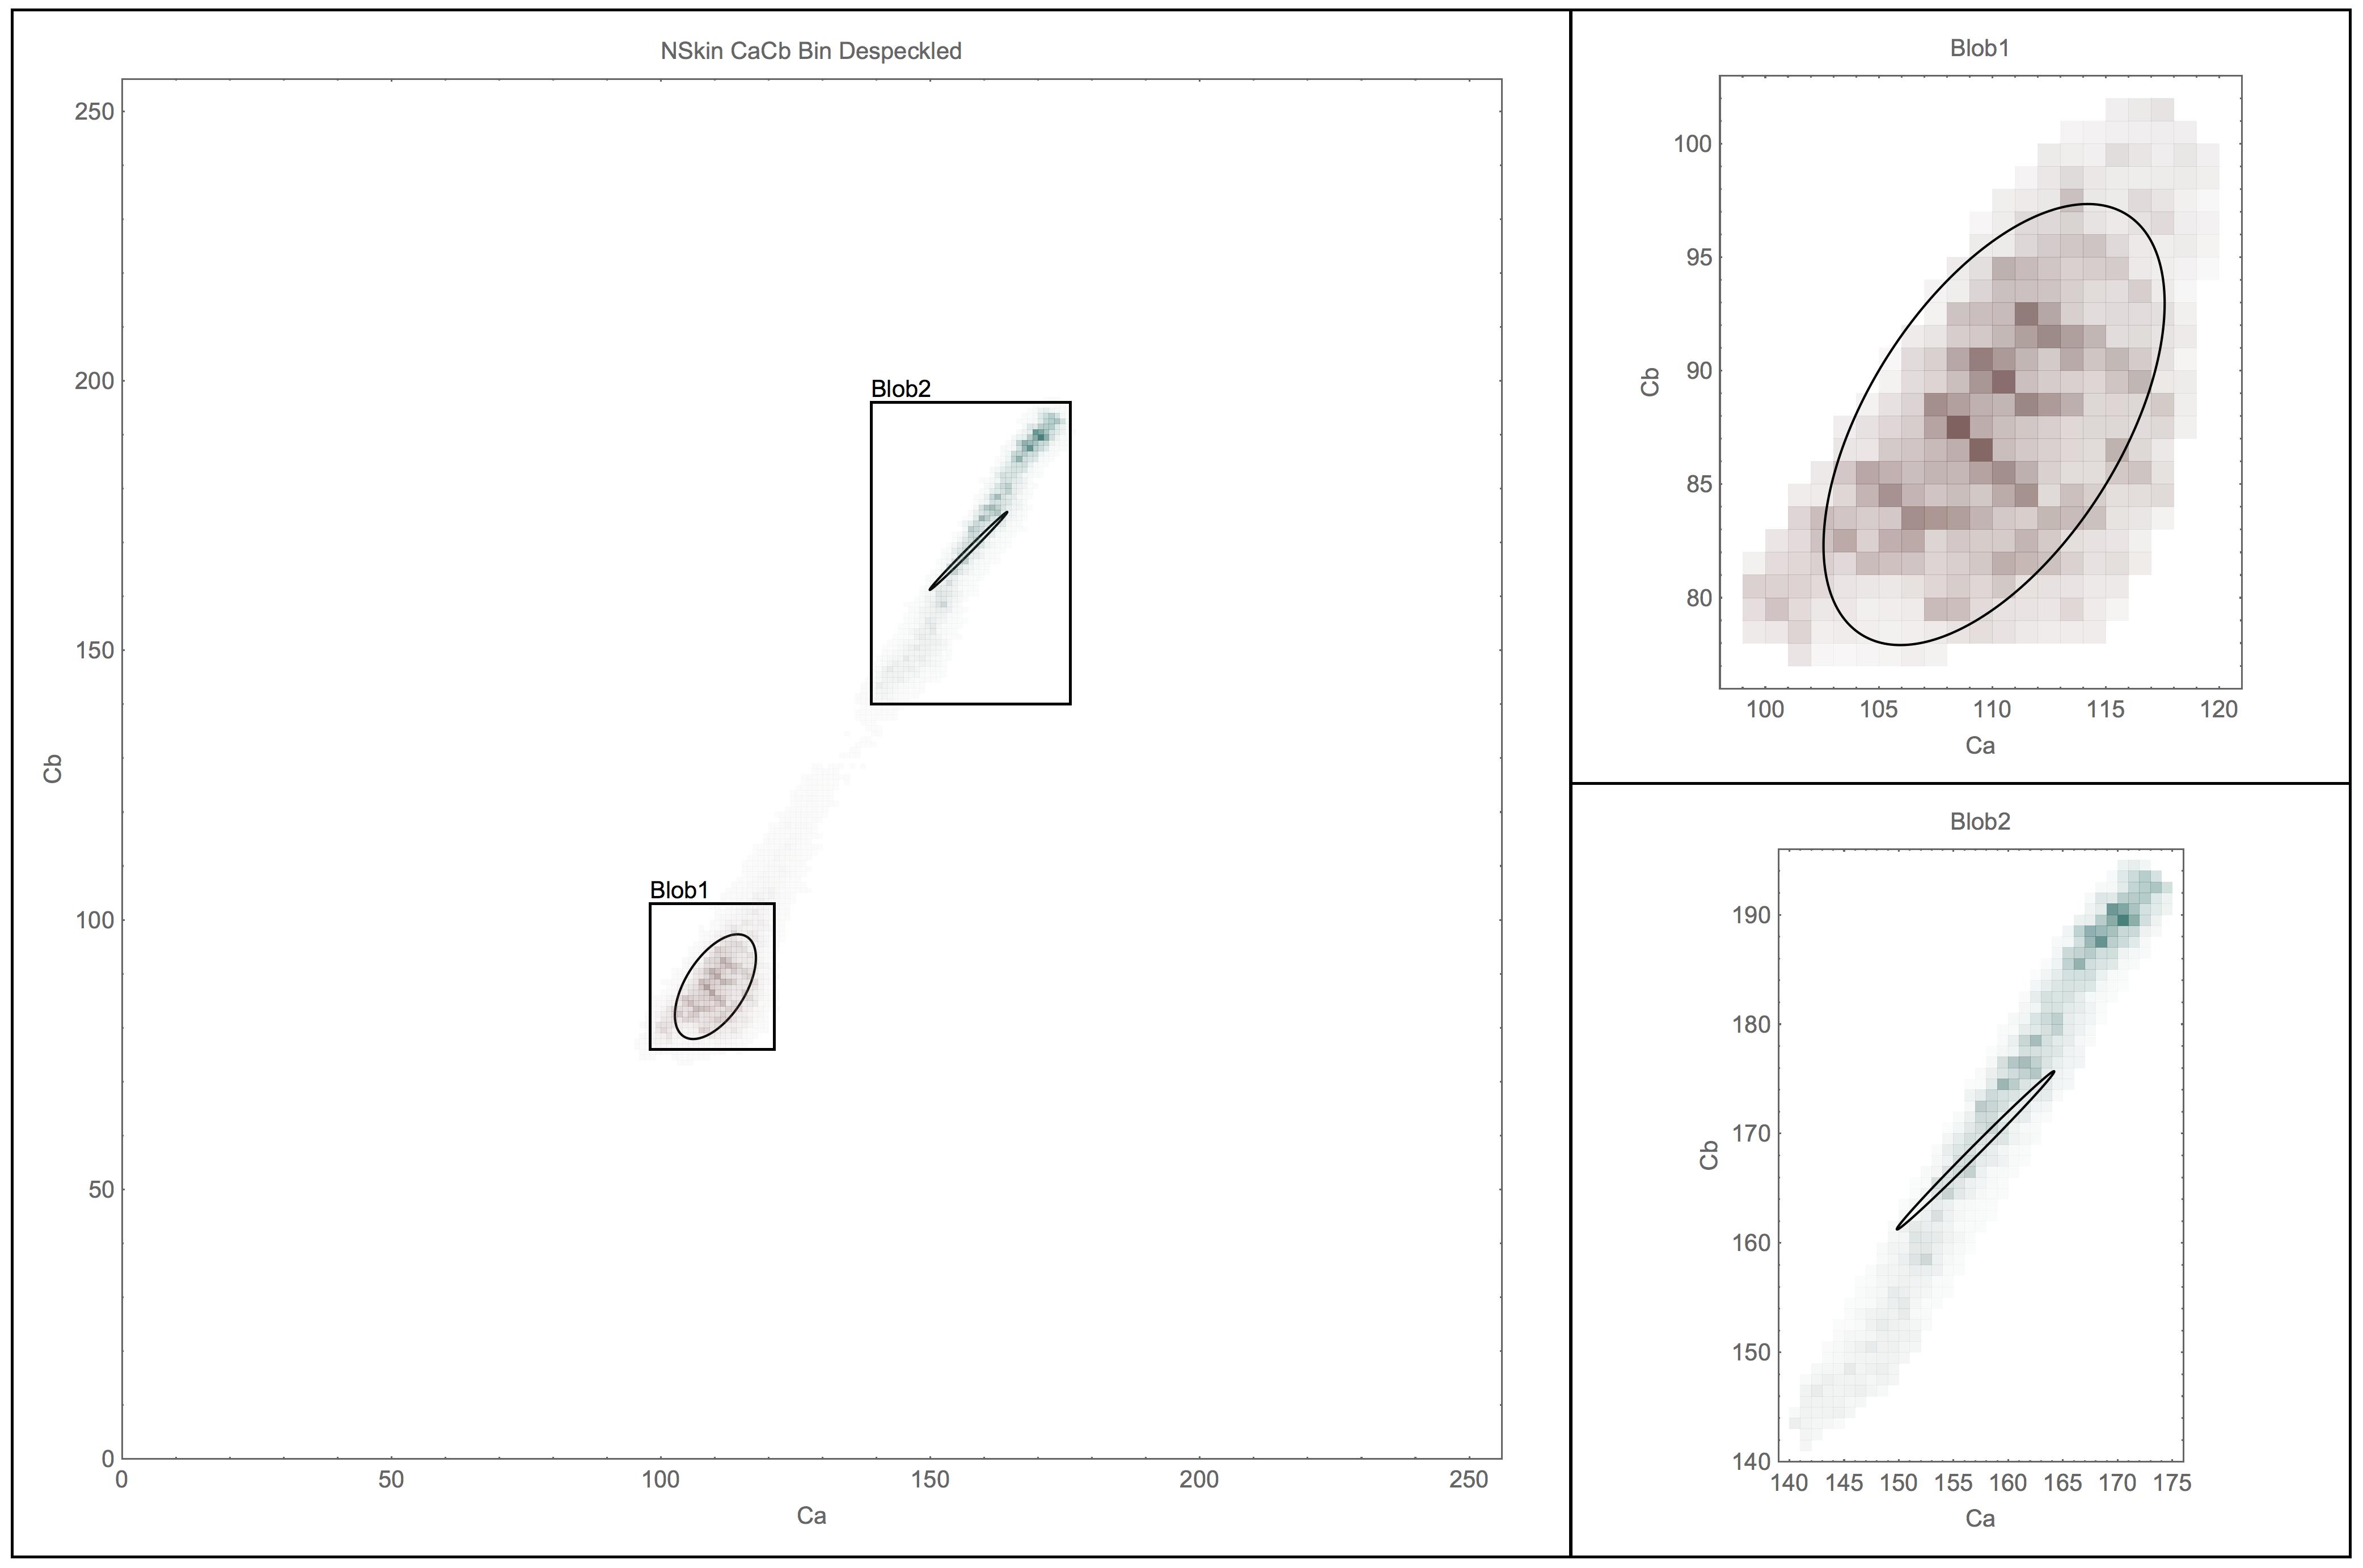 NSkin CaCb Bin Despeckled
250
200
150
100
50
0
Cb
Blob2
Blob1
0 50 100 150 200 250
Ca
Blob1
100
95
90
85
80
Cb
100 105 110 115 120
Ca
Blob2
190
180
170
160
150
140
Cb
140 145 150 155 160 165 170 175
Ca